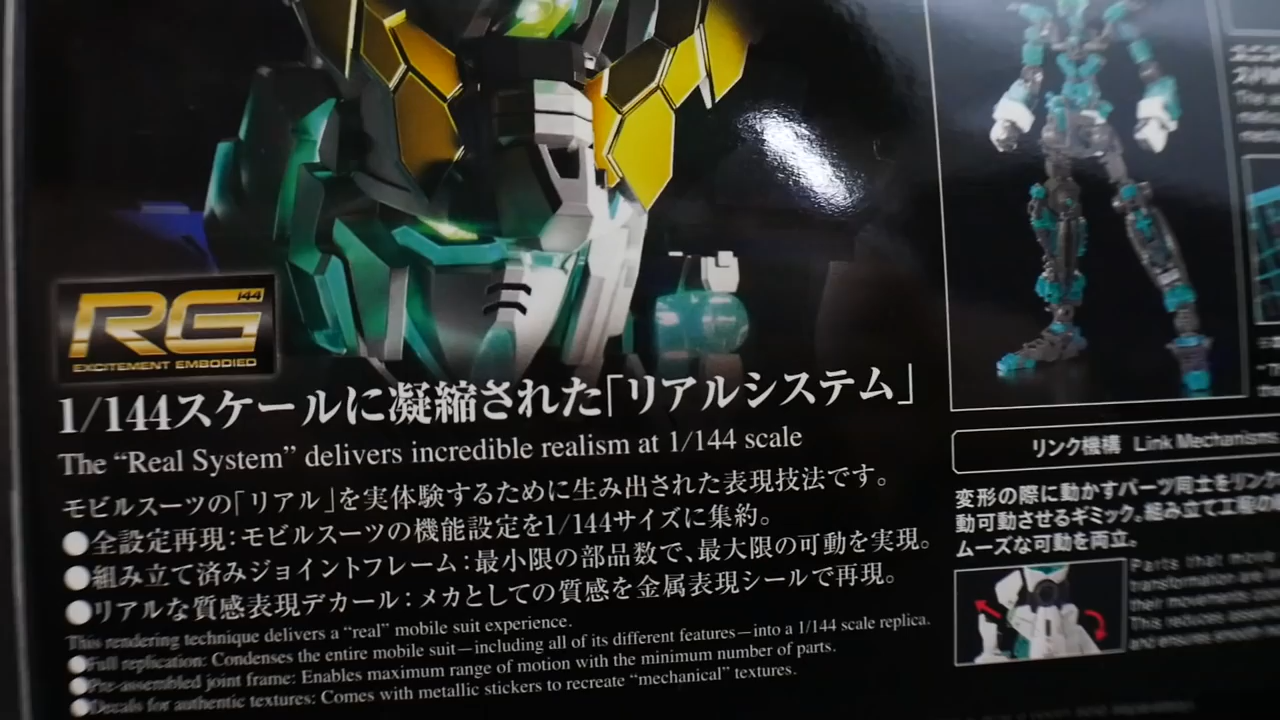 RG 144
EXCITEMENT EMBODIED
1/144スケールに凝縮された「リアルシステム」
The “Real System” delivers incredible realism at 1/144 scale
モビルスーツの「リアル」を実体験するために生み出された表現技法です。
●全設定再現：モビルスーツの機能設定を1/144サイズに集約。
●組み立て済みジョイントフレーム：最小限の部品数で、最大限の可動を実現。
●リアルな質感表現デカール：メカとしての質感を金属表現シールで再現。
This rendering technique delivers a “real” mobile suit experience.
●Full replication: Condenses the entire mobile suit—including all of its different features—into a 1/144 scale replica.
●Pre-assembled joint frame: Enables maximum range of motion with the minimum number of parts.
●Decals for authentic textures: Comes with metallic stickers to recreate “mechanical” textures.
リンク機構 Link Mechanisms
変形の際に動かすパーツ同士をリンク
動可動させるギミック。組み立て工程の
ムーズな可動を両立。
Parts that move
transformation are
their movements
This reduces
and ensures